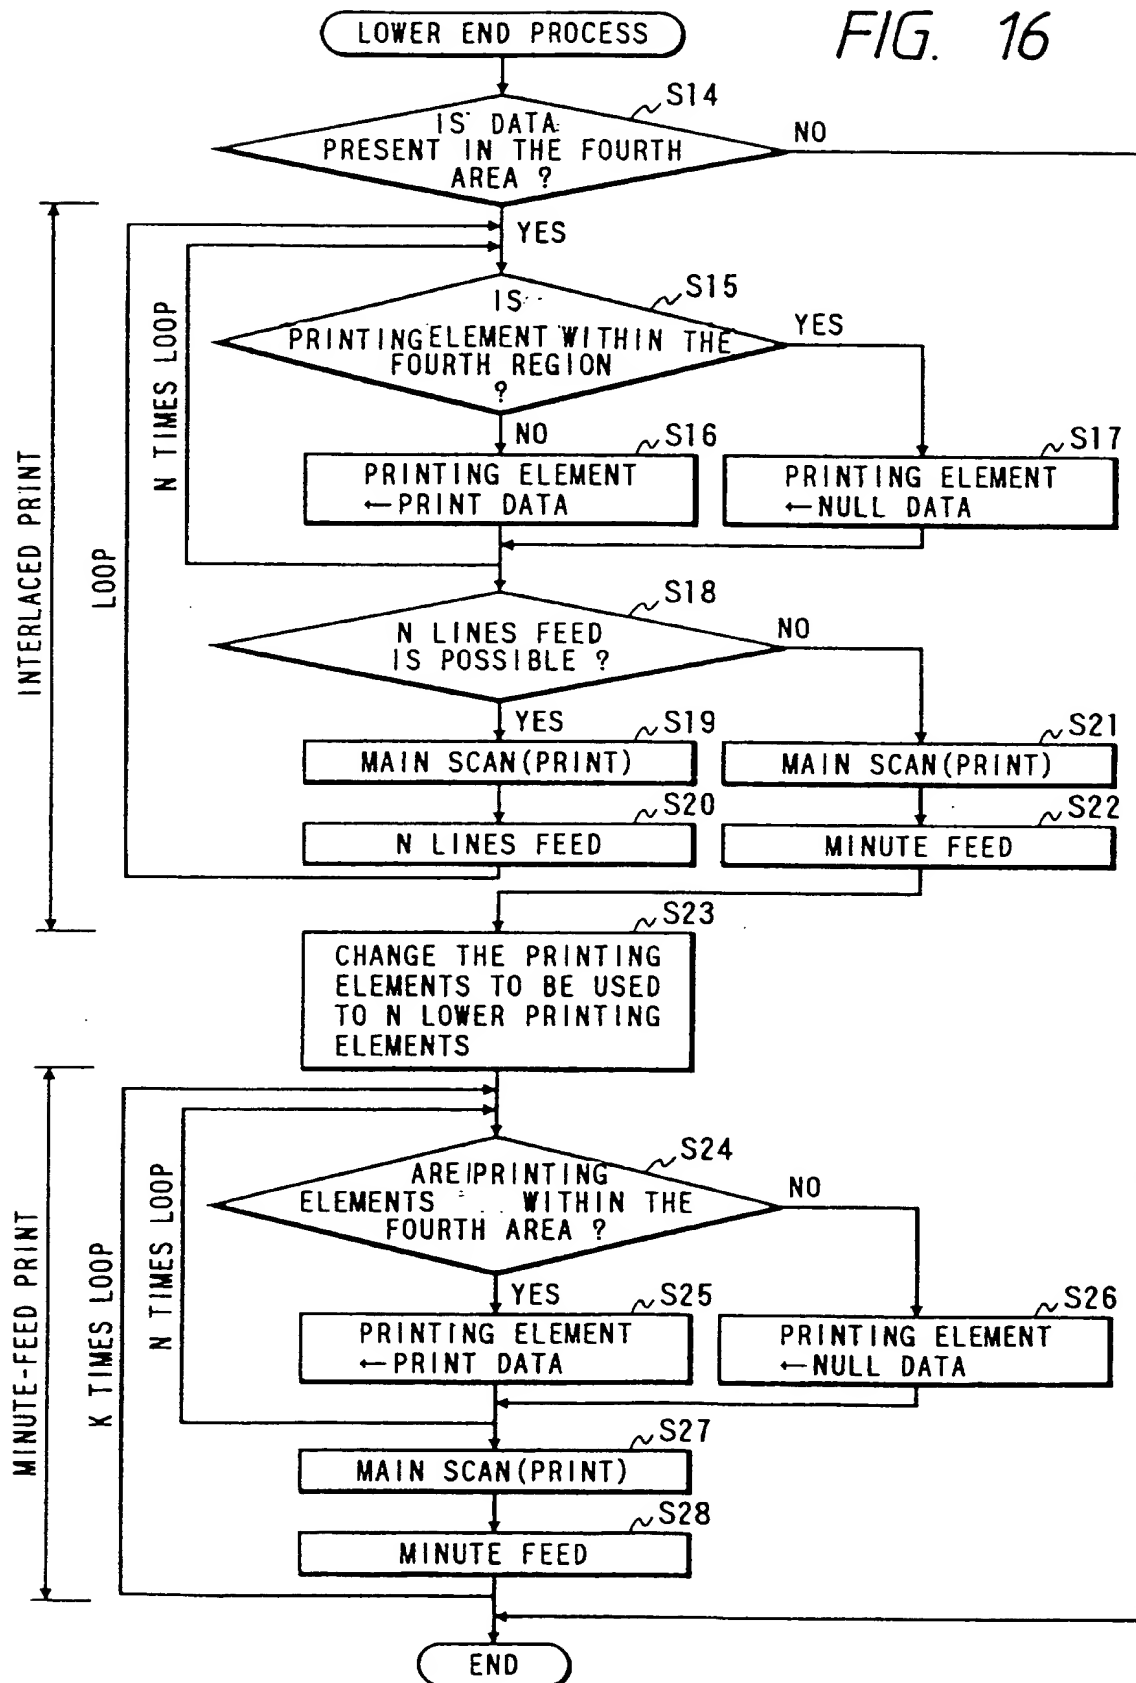 FIG. 16
LOWER END PROCESS
S14
IS DATA
PRESENT IN THE FOURTH
AREA ?
NO
YES
S15
IS
PRINTING ELEMENT WITHIN THE
FOURTH REGION
?
YES
NO
S16
PRINTING ELEMENT
←PRINT DATA
S17
PRINTING ELEMENT
←NULL DATA
N TIMES LOOP
LOOP
INTERLACED PRINT
S18
N LINES FEED
IS POSSIBLE ?
NO
YES
S19
MAIN SCAN(PRINT)
S20
N LINES FEED
S21
MAIN SCAN(PRINT)
S22
MINUTE FEED
S23
CHANGE THE PRINTING
ELEMENTS TO BE USED
TO N LOWER PRINTING
ELEMENTS
S24
ARE PRINTING
ELEMENTS WITHIN THE
FOURTH AREA ?
NO
YES
S25
PRINTING ELEMENT
←PRINT DATA
S26
PRINTING ELEMENT
←NULL DATA
N TIMES LOOP
K TIMES LOOP
MINUTE-FEED PRINT
S27
MAIN SCAN(PRINT)
S28
MINUTE FEED
END